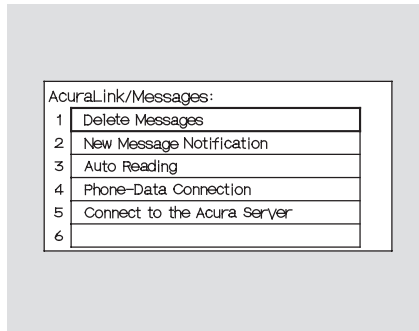 AcuraLink/Messages:
1 Delete Messages
2 New Message Notification
3 Auto Reading
4 Phone-Data Connection
5 Connect to the Acura Server
6